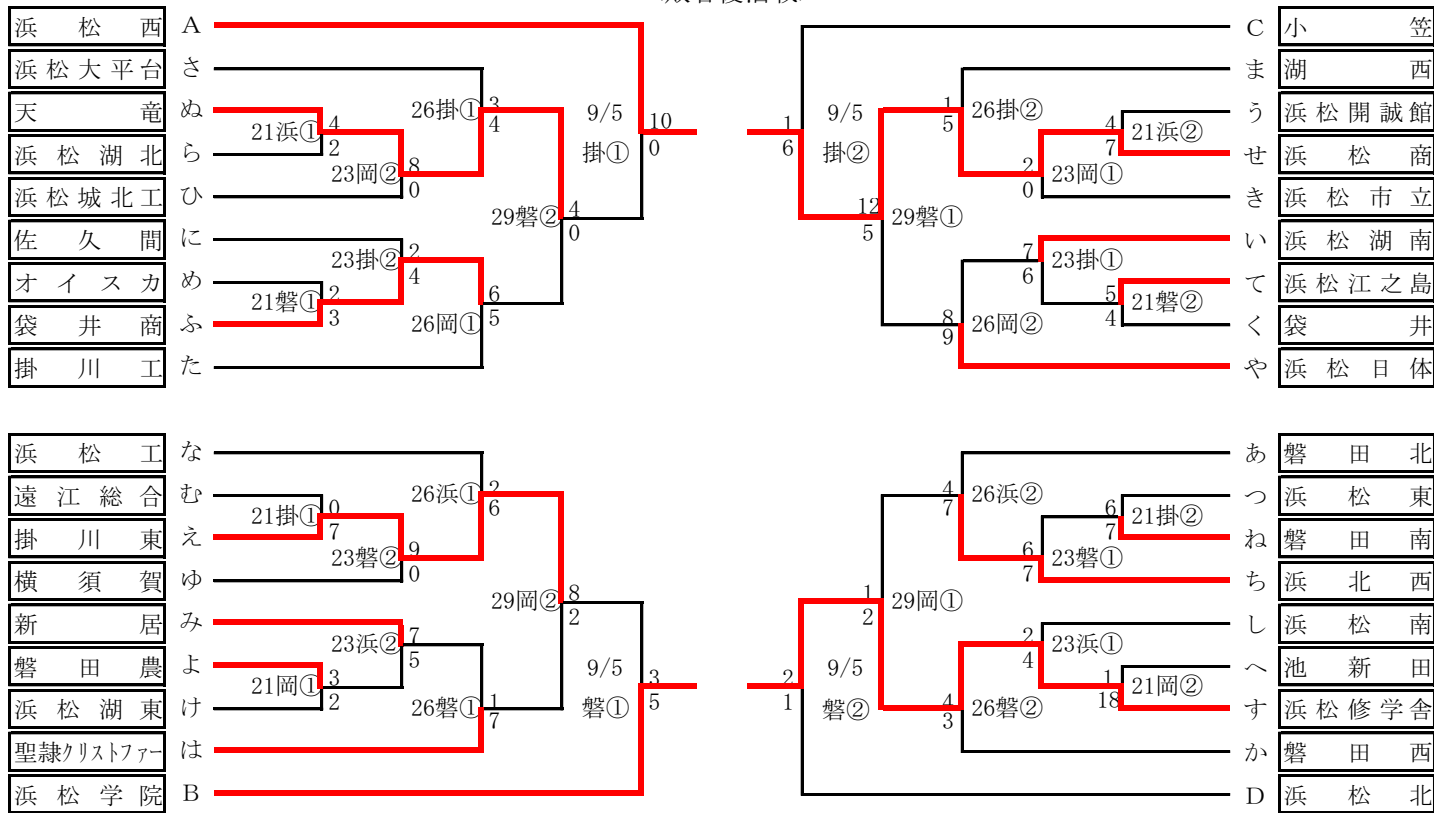 浜松西 A
浜松大平台 さ
天竜 ぬ
浜松湖北 ら
浜松城北工 ひ
佐久間 に
オイスカ め
袋井商 ふ
掛川工 た
21浜① 4 2
23岡② 8 0
26掛① 3 4
21磐① 2 3
23掛② 2 4
26岡① 6 5
29磐② 4 0
9/5 掛① 10 0
C 小笠
ま 湖西
う 浜松開誠館
せ 浜松商
き 浜松市立
い 浜松湖南
て 浜松江之島
く 袋井
や 浜松日体
4 7 21浜②
2 0 23岡①
1 5 26掛②
5 4 21磐②
7 6 23掛①
8 9 26岡②
12 5 29磐①
1 6 9/5 掛②
浜松工 な
遠江総合 む
掛川東 え
横須賀 ゆ
新居 み
磐田農 よ
浜松湖東 け
聖隷クリストファー は
浜松学院 B
21掛① 0 7
23磐② 9 0
26浜① 2 6
21岡① 3 2
23浜② 7 5
26磐① 1 7
29岡② 8 2
9/5 磐① 3 5
あ 磐田北
つ 浜松東
ね 磐田南
ち 浜北西
し 浜松南
へ 池新田
す 浜松修学舎
か 磐田西
D 浜松北
6 7 21掛②
6 7 23磐①
4 7 26浜②
1 18 21岡②
2 4 23浜①
4 3 26磐②
1 2 29岡①
2 1 9/5 磐②